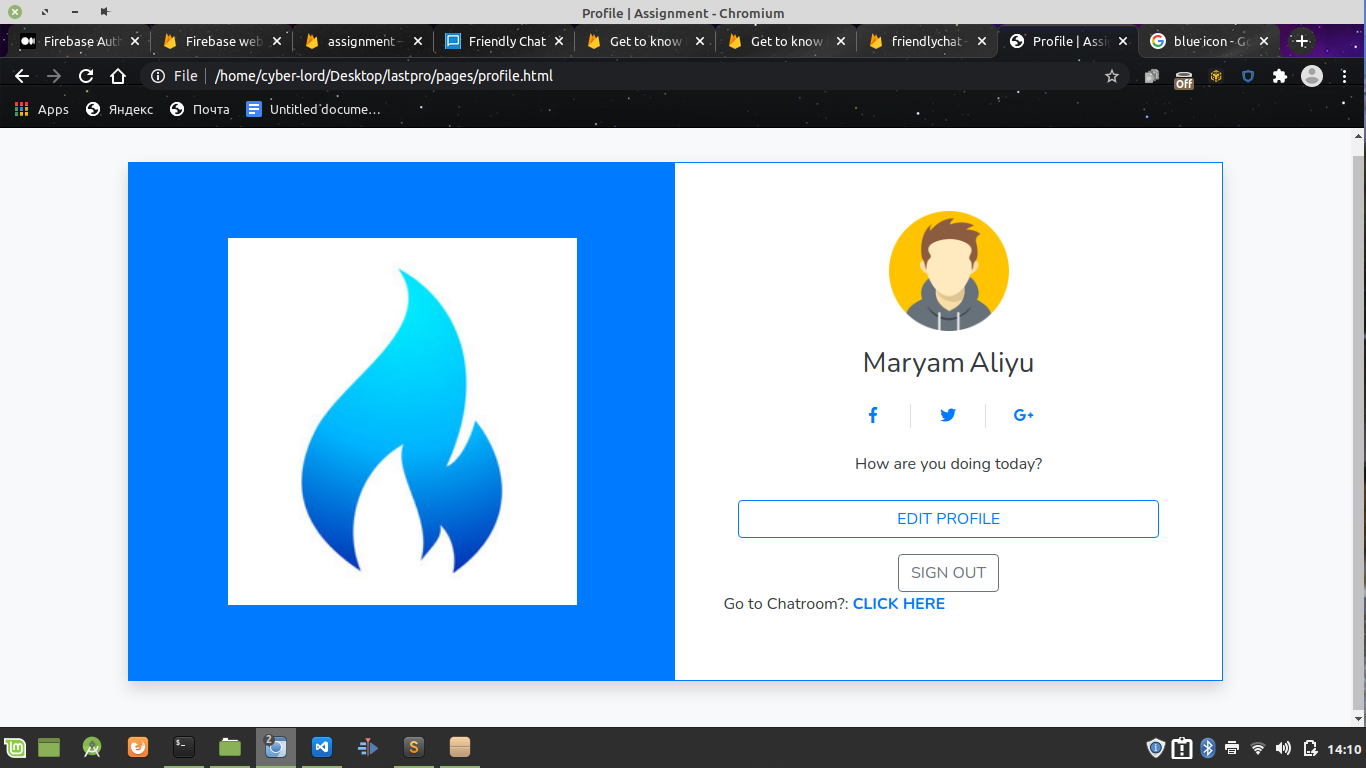 Profile | Assignment - Chromium
Firebase Auth
Firebase web
assignment –
Friendly Chat
Get to know
Get to know
friendlychat –
Profile | Assi
blue icon - Go
File | /home/cyber-lord/Desktop/lastpro/pages/profile.html
Off
Apps
Яндекс
Почта
Untitled docume...
Maryam Aliyu
How are you doing today?
EDIT PROFILE
SIGN OUT
Go to Chatroom?: CLICK HERE
2
14:10